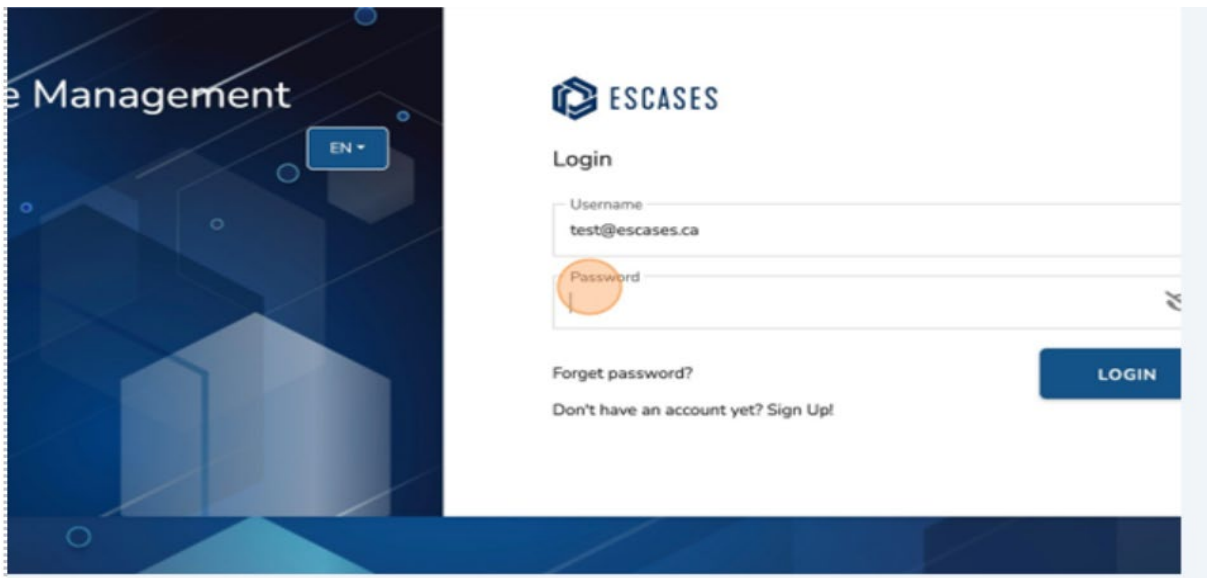 e Management
EN
ESCASES
Login
Username
test@escases.ca
Password
Forget password?
LOGIN
Don't have an account yet? Sign Up!